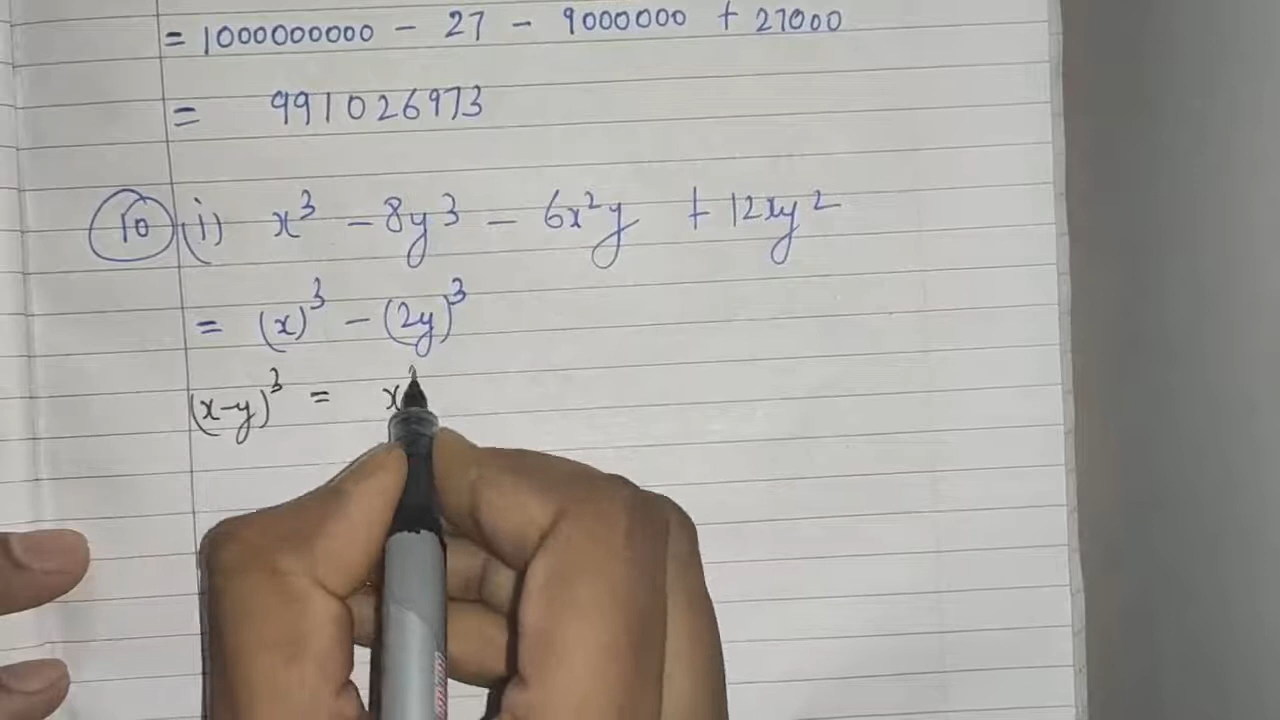 = 1000000000 - 27 - 9000000 + 27000
= 991026973
10 (i) x³ - 8y³ - 6x²y + 12xy²
= (x)³ - (2y)³
(x-y)³ = x